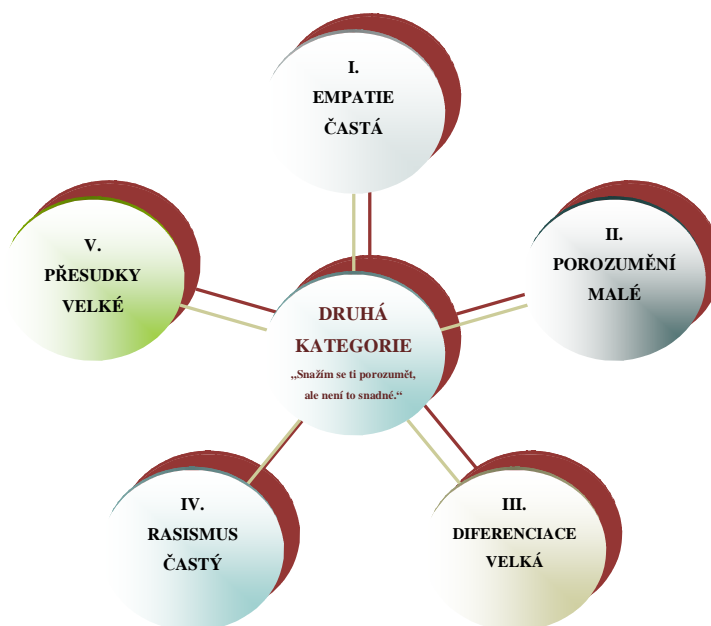 I.
EMPATIE
ČASTÁ
II.
POROZUMĚNÍ
MALÉ
III.
DIFERENCIACE
VELKÁ
IV.
RASISMUS
ČASTÝ
V.
PŘESUDKY
VELKÉ
DRUHÁ
KATEGORIE
„Snažím se ti porozumět,
ale není to snadné.“